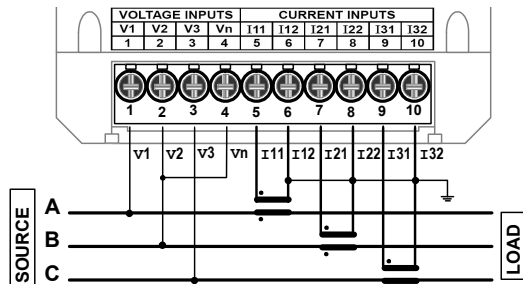 VOLTAGE INPUTS CURRENT INPUTS
V1 V2 V3 Vn I11 I12 I21 I22 I31 I32
1 2 3 4 5 6 7 8 9 10
1 2 3 4 5 6 7 8 9 10
V1 V2 V3 Vn I11 I12 I21 I22 I31 I32
SOURCE
A
B
C
LOAD